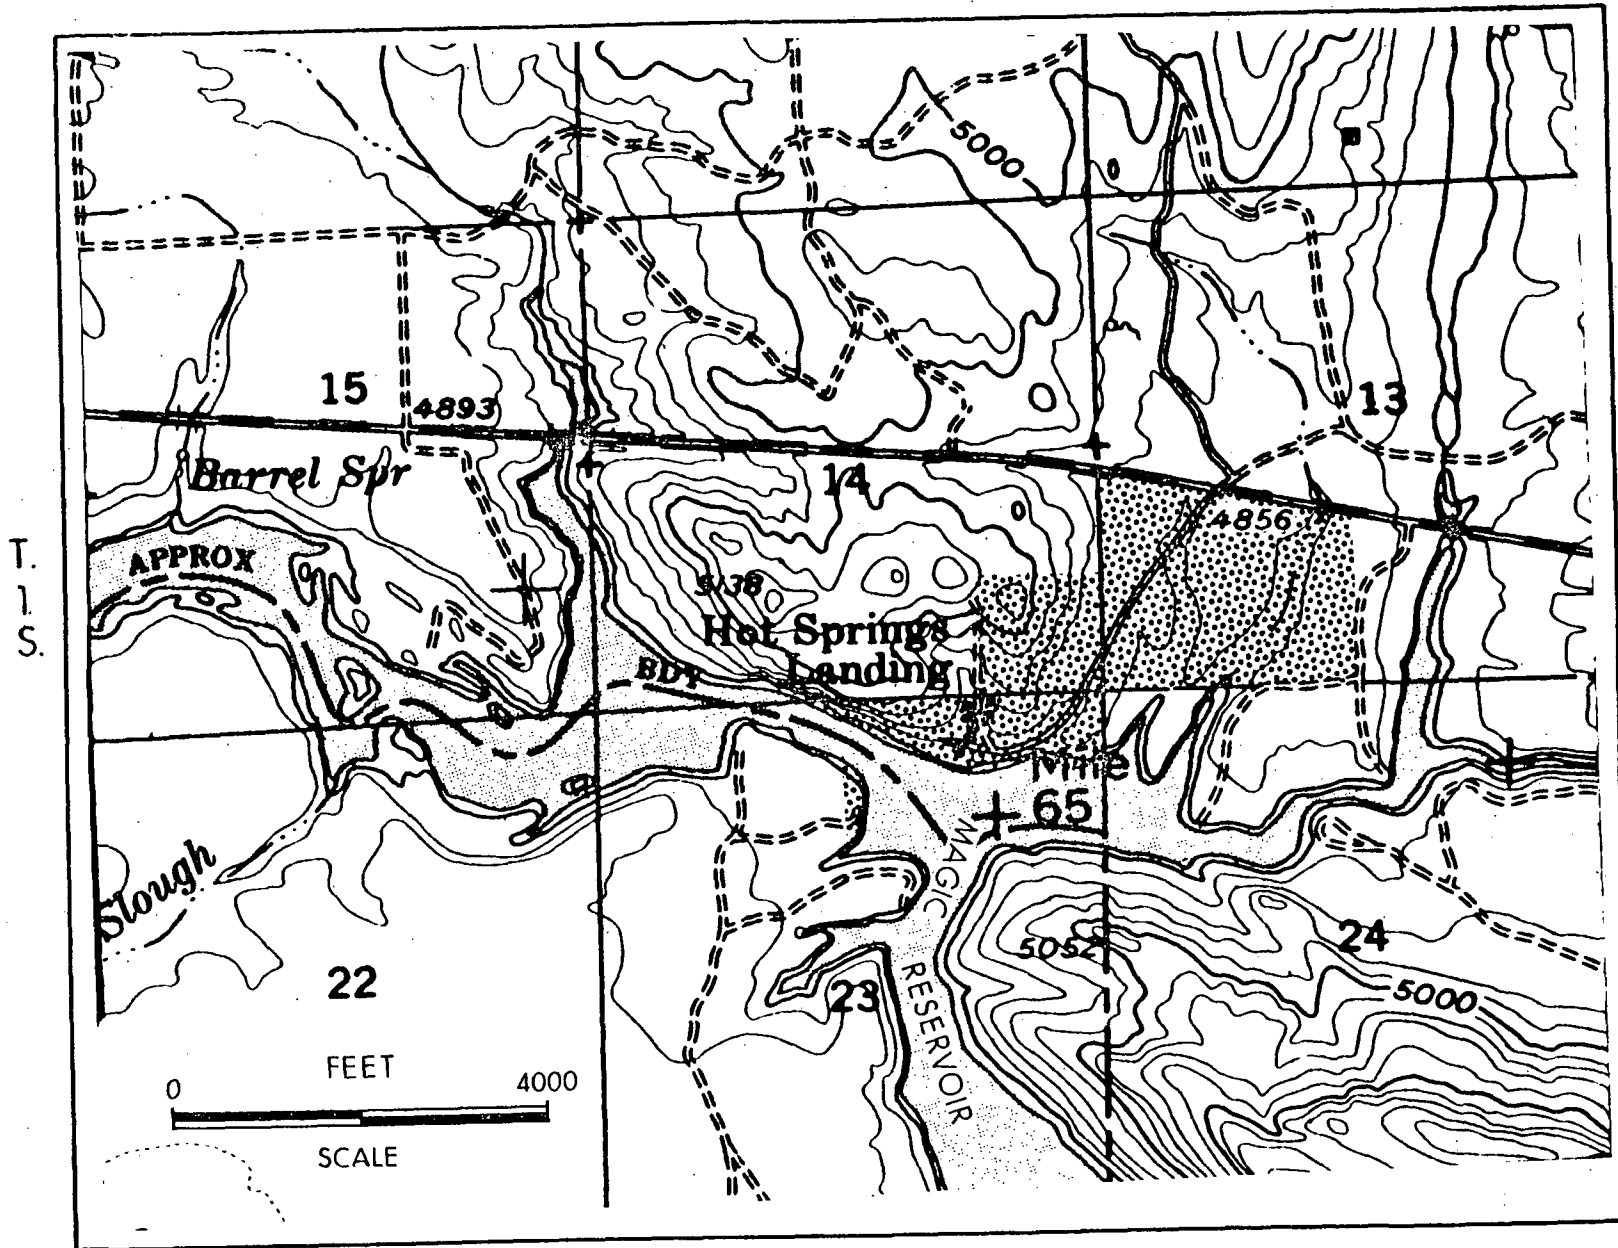 5000
15
4893
13
Barrel Spr
14
4856
T.
1
S.
APPROX
5138
Hot Springs
Landing
BDY
Mile
65
MAGIC
RESERVOIR
Slough
5052
24
22
23
5000
FEET
0
4000
SCALE